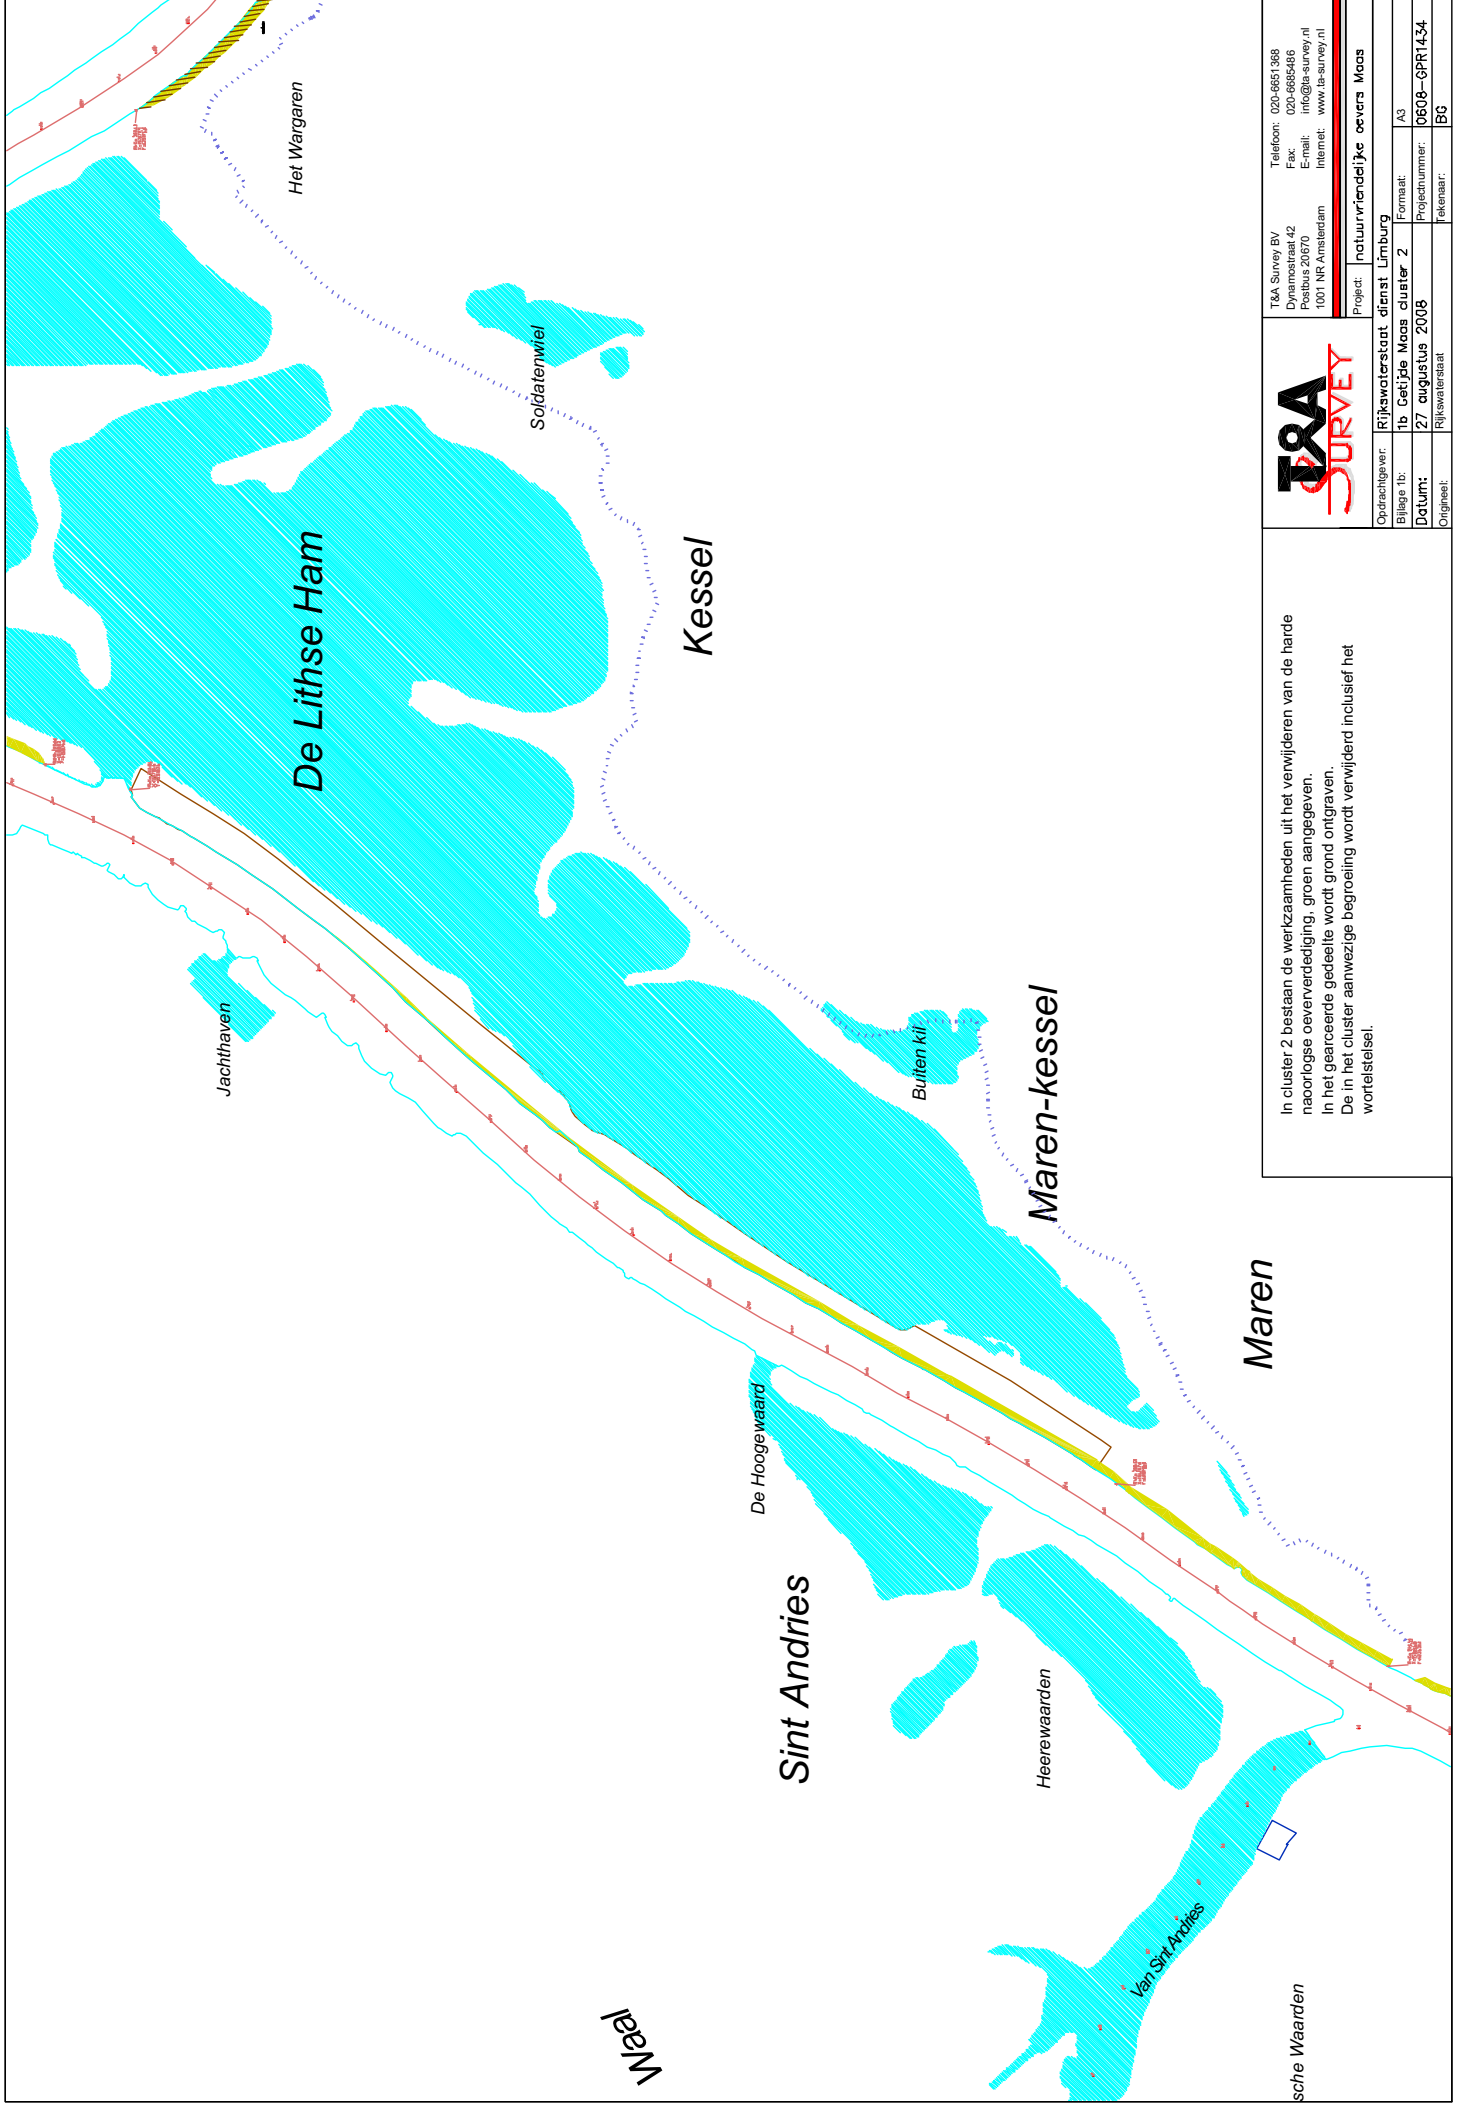 Waal
sche Waarden
Van Sint Andries
Heerewaarden
Sint Andries
De Hoogewaard
Jachthaven
Maren
Maren-kessel
Buiten kil
De Lithse Ham
Kessel
Soldatenwiel
Het Wargaren
In cluster 2 bestaan de werkzaamheden uit het verwijderen van de harde
naoorlogse oeververdediging, groen aangegeven.
In het gearceerde gedeelte wordt grond ontgraven.
De in het cluster aanwezige begroeiing wordt verwijderd inclusief het
wortelstelsel.
T&A
SURVEY
T&A Survey BV
Dynamostraat 42
Postbus 20670
1001 NR Amsterdam
Telefoon: 020-6651368
Fax: 020-6685486
E-mail: info@ta-survey.nl
Internet: www.ta-survey.nl
Project: natuurvriendelijke oevers Maas
Opdrachtgever: Rijkswaterstaat dienst Limburg
Bijlage 1b: 1b Getijde Maas cluster 2 Formaat: A3
Datum: 27 augustus 2008 Projectnummer: 0608-GPR1434
Origineel: Rijkswaterstaat Tekenaar: BG